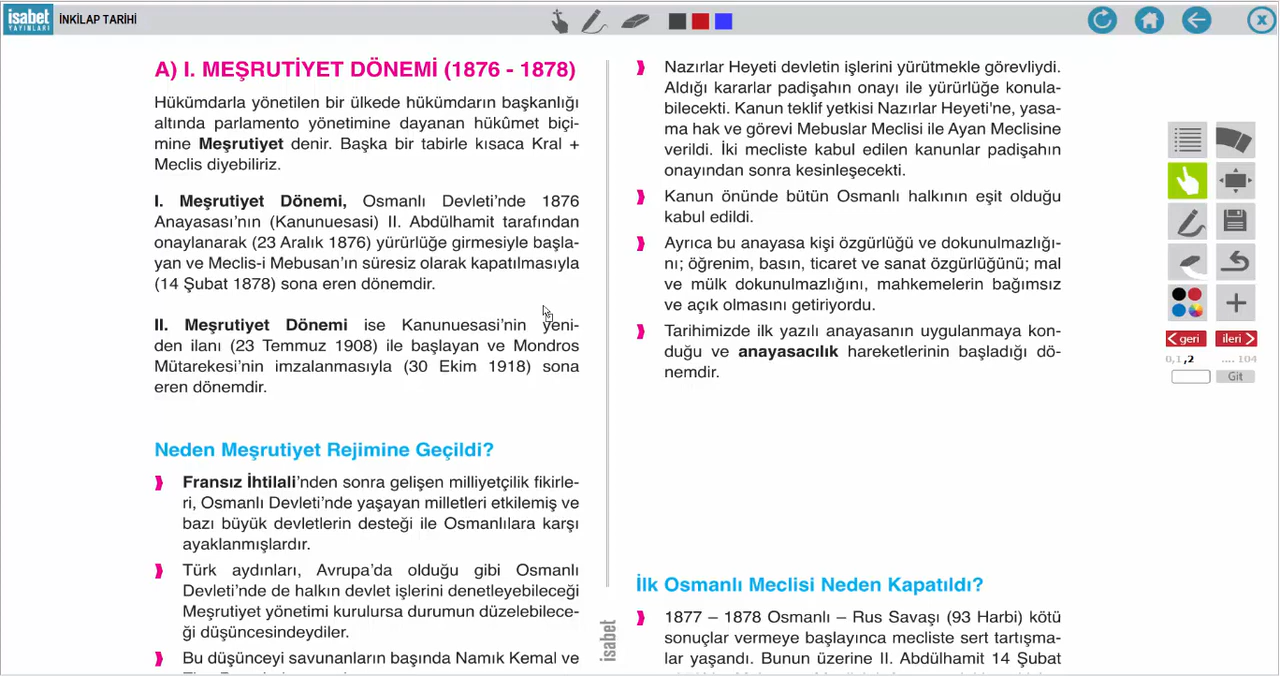 isabet
YAYINLARI
İNKİLAP TARİHİ
A) I. MEŞRUTİYET DÖNEMİ (1876 - 1878)
Hükümdarla yönetilen bir ülkede hükümdarın başkanlığı
altında parlamento yönetimine dayanan hükûmet biçi-
mine Meşrutiyet denir. Başka bir tabirle kısaca Kral +
Meclis diyebiliriz.
I. Meşrutiyet Dönemi, Osmanlı Devleti’nde 1876
Anayasası’nın (Kanunuesasi) II. Abdülhamit tarafından
onaylanarak (23 Aralık 1876) yürürlüğe girmesiyle başla-
yan ve Meclis-i Mebusan’ın süresiz olarak kapatılmasıyla
(14 Şubat 1878) sona eren dönemdir.
II. Meşrutiyet Dönemi ise Kanunuesasi’nin yeni-
den ilanı (23 Temmuz 1908) ile başlayan ve Mondros
Mütarekesi’nin imzalanmasıyla (30 Ekim 1918) sona
eren dönemdir.
Neden Meşrutiyet Rejimine Geçildi?
Fransız İhtilali’nden sonra gelişen milliyetçilik fikirle-
ri, Osmanlı Devleti’nde yaşayan milletleri etkilemiş ve
bazı büyük devletlerin desteği ile Osmanlılara karşı
ayaklanmışlardır.
Türk aydınları, Avrupa’da olduğu gibi Osmanlı
Devleti’nde de halkın devlet işlerini denetleyebileceği
Meşrutiyet yönetimi kurulursa durumun düzelebilece-
ği düşüncesindeydiler.
Bu düşünceyi savunanların başında Namık Kemal ve
isabet
Nazırlar Heyeti devletin işlerini yürütmekle görevliydi.
Aldığı kararlar padişahın onayı ile yürürlüğe konula-
bilecekti. Kanun teklif yetkisi Nazırlar Heyeti'ne, yasa-
ma hak ve görevi Mebuslar Meclisi ile Ayan Meclisine
verildi. İki mecliste kabul edilen kanunlar padişahın
onayından sonra kesinleşecekti.
Kanun önünde bütün Osmanlı halkının eşit olduğu
kabul edildi.
Ayrıca bu anayasa kişi özgürlüğü ve dokunulmazlığı-
nı; öğrenim, basın, ticaret ve sanat özgürlüğünü; mal
ve mülk dokunulmazlığını, mahkemelerin bağımsız
ve açık olmasını getiriyordu.
Tarihimizde ilk yazılı anayasanın uygulanmaya kon-
duğu ve anayasacılık hareketlerinin başladığı dö-
nemdir.
İlk Osmanlı Meclisi Neden Kapatıldı?
1877 – 1878 Osmanlı – Rus Savaşı (93 Harbi) kötü
sonuçlar vermeye başlayınca mecliste sert tartışma-
lar yaşandı. Bunun üzerine II. Abdülhamit 14 Şubat
geri ileri
0,1,2 .... 104
Git